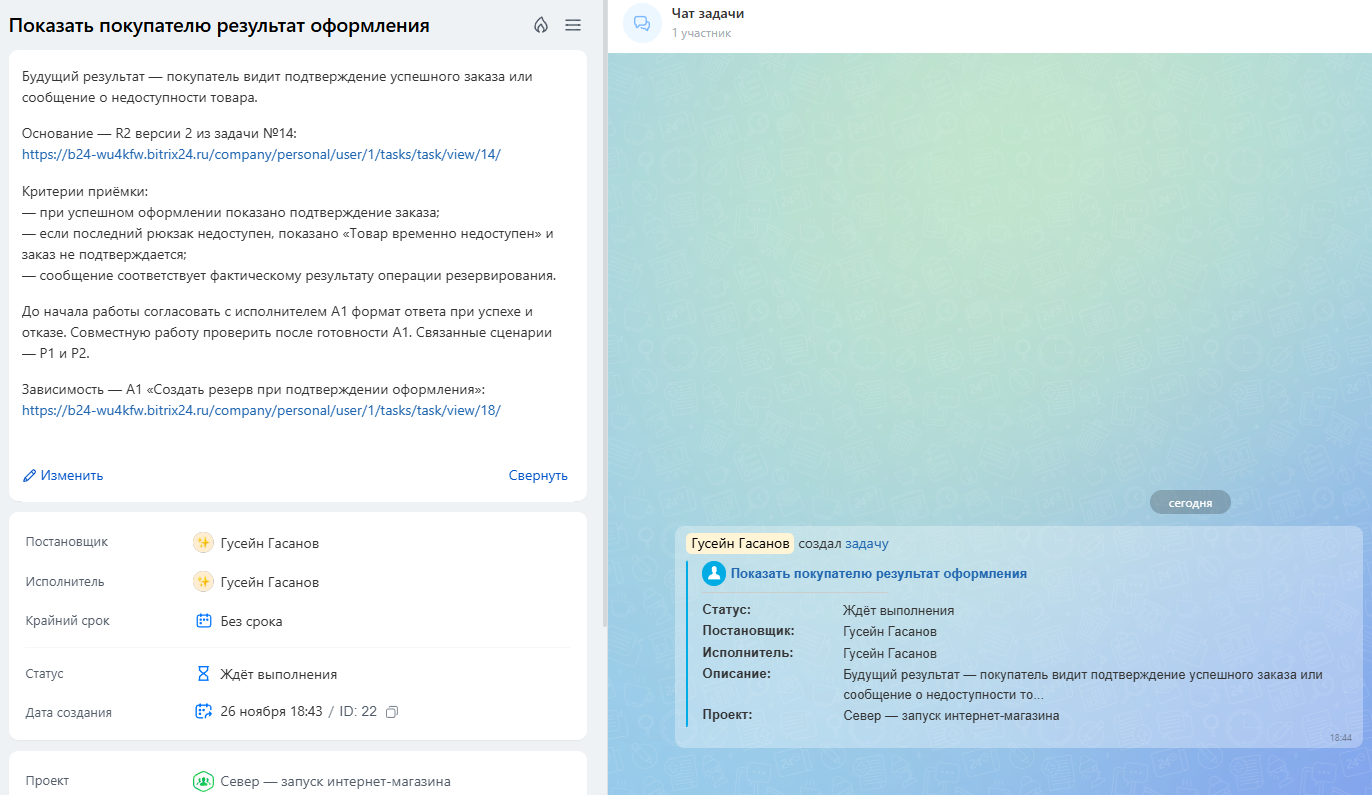 Показать покупателю результат оформления
Будущий результат — покупатель видит подтверждение успешного заказа или
сообщение о недоступности товара.
Основание — R2 версии 2 из задачи №14:
https://b24-wu4kfw.bitrix24.ru/company/personal/user/1/tasks/task/view/14/
Критерии приёмки:
— при успешном оформлении показано подтверждение заказа;
— если последний рюкзак недоступен, показано «Товар временно недоступен» и
заказ не подтверждается;
— сообщение соответствует фактическому результату операции резервирования.
До начала работы согласовать с исполнителем A1 формат ответа при успехе и
отказе. Совместную работу проверить после готовности A1. Связанные сценарии
— P1 и P2.
Зависимость — A1 «Создать резерв при подтверждении оформления»:
https://b24-wu4kfw.bitrix24.ru/company/personal/user/1/tasks/task/view/18/
Изменить
Свернуть
Постановщик
Гусейн Гасанов
Исполнитель
Гусейн Гасанов
Крайний срок
Без срока
Статус
Ждёт выполнения
Дата создания
26 ноября 18:43 / ID: 22
Проект
Север — запуск интернет-магазина
Чат задачи
1 участник
сегодня
Гусейн Гасанов создал задачу
Показать покупателю результат оформления
Статус: Ждёт выполнения
Постановщик: Гусейн Гасанов
Исполнитель: Гусейн Гасанов
Описание: Будущий результат — покупатель видит подтверждение успешного заказа или
сообщение о недоступности то...
Проект: Север — запуск интернет-магазина
18:44